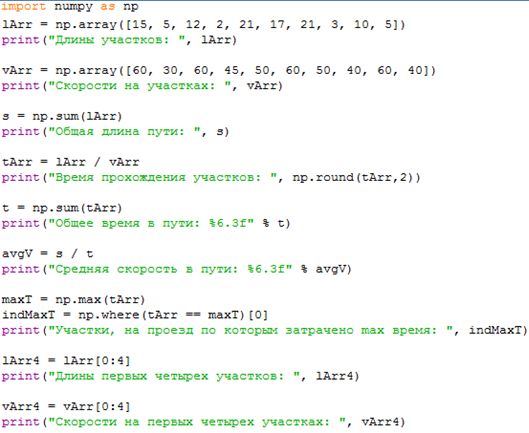 import numpy as np
lArr = np.array([15, 5, 12, 2, 21, 17, 21, 3, 10, 5])
print("Длины участков: ", lArr)
vArr = np.array([60, 30, 60, 45, 50, 60, 50, 40, 60, 40])
print("Скорости на участках: ", vArr)
s = np.sum(lArr)
print("Общая длина пути: ", s)
tArr = lArr / vArr
print("Время прохождения участков: ", np.round(tArr,2))
t = np.sum(tArr)
print("Общее время в пути: %6.3f" % t)
avgV = s / t
print("Средняя скорость в пути: %6.3f" % avgV)
maxT = np.max(tArr)
indMaxT = np.where(tArr == maxT)[0]
print("Участки, на проезд по которым затрачено max время: ", indMaxT)
lArr4 = lArr[0:4]
print("Длины первых четырех участков: ", lArr4)
vArr4 = vArr[0:4]
print("Скорости на первых четырех участках: ", vArr4)